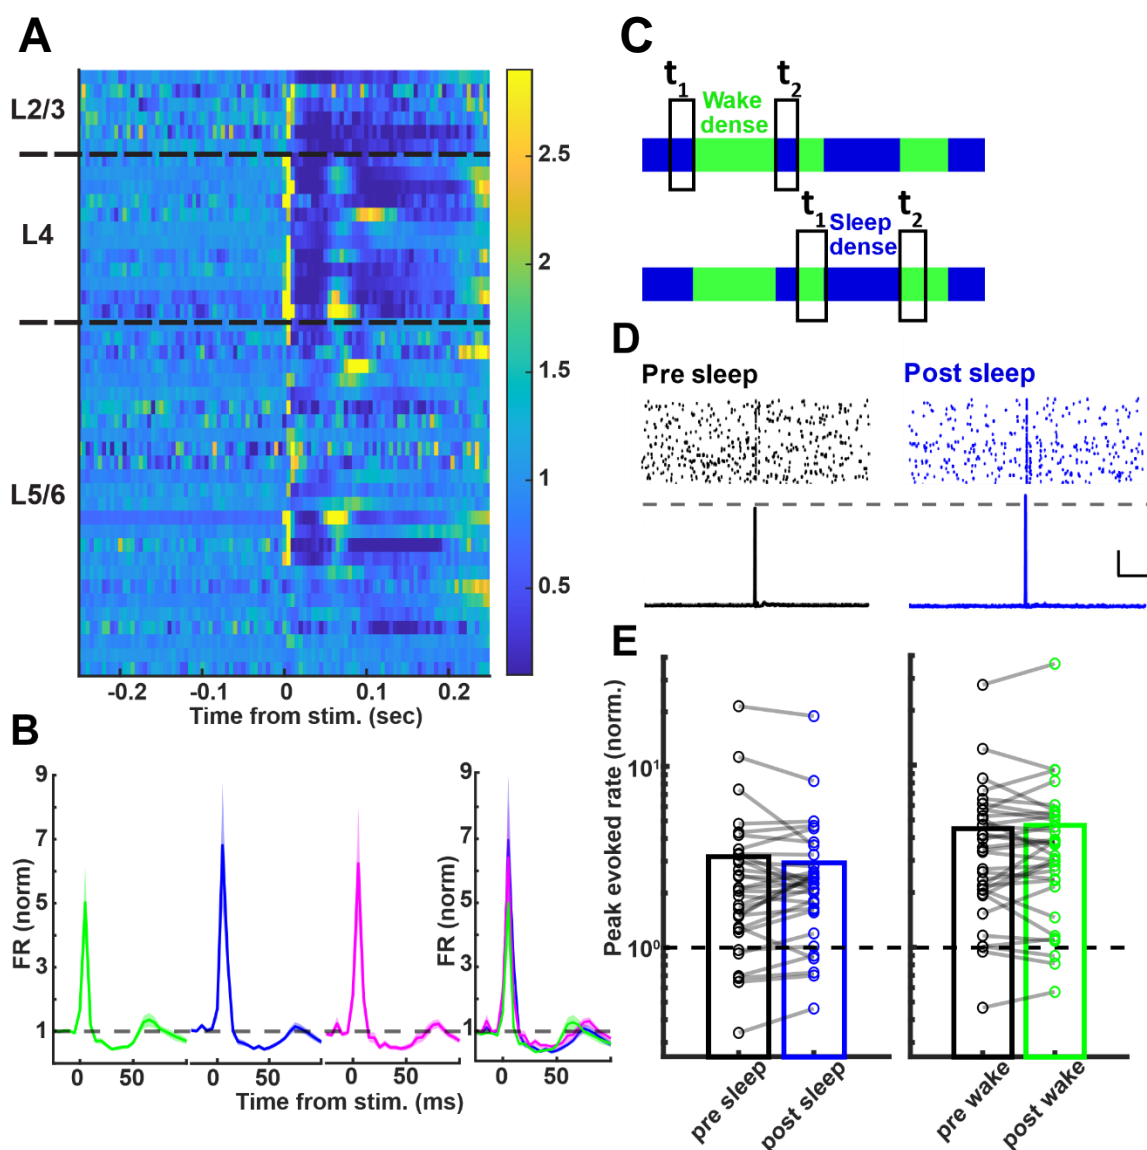 A
L2/3
L4
L5/6
2.5
2
1.5
1
0.5
-0.2
-0.1
0
0.1
0.2
Time from stim. (sec)
B
FR (norm)
9
7
5
3
1
0
50
0
50
0
50
FR (norm)
9
7
5
3
1
0
50
Time from stim. (ms)
C
t1
Wake
dense
t2
t1
Sleep
dense
t2
D
Pre sleep
Post sleep
E
Peak evoked rate (norm.)
10^1
10^0
pre sleep
post sleep
pre wake
post wake